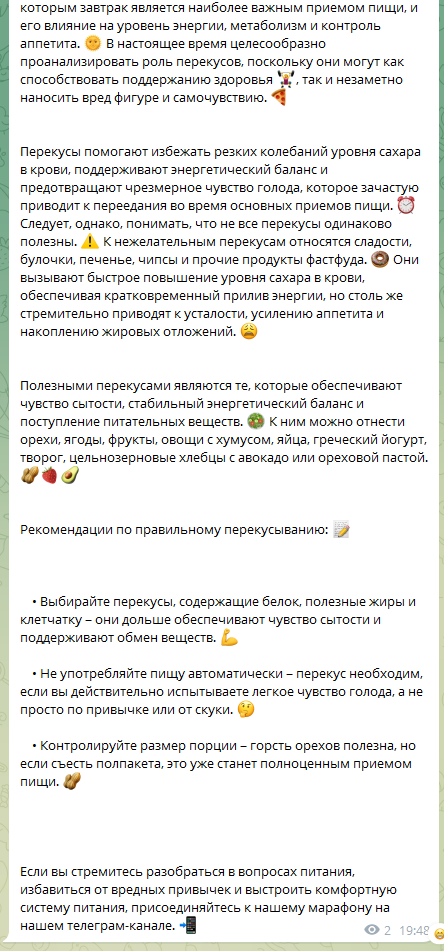 которым завтрак является наиболее важным приемом пищи, и
его влияние на уровень энергии, метаболизм и контроль
аппетита. 🌞 В настоящее время целесообразно
проанализировать роль перекусов, поскольку они могут как
способствовать поддержанию здоровья 🏋️, так и незаметно
наносить вред фигуре и самочувствию. 🍕
Перекусы помогают избежать резких колебаний уровня сахара
в крови, поддерживают энергетический баланс и
предотвращают чрезмерное чувство голода, которое зачастую
приводит к переедания во время основных приемов пищи. ⏰
Следует, однако, понимать, что не все перекусы одинаково
полезны. ⚠️ К нежелательным перекусам относятся сладости,
булочки, печенье, чипсы и прочие продукты фастфуда. 🍩 Они
вызывают быстрое повышение уровня сахара в крови,
обеспечивая кратковременный прилив энергии, но столь же
стремительно приводят к усталости, усилению аппетита и
накоплению жировых отложений. 😩
Полезными перекусами являются те, которые обеспечивают
чувство сытости, стабильный энергетический баланс и
поступление питательных веществ. 🥗 К ним можно отнести
орехи, ягоды, фрукты, овощи с хумусом, яйца, греческий йогурт,
творог, цельнозерновые хлебцы с авокадо или ореховой пастой.
🥜🍓🥑
Рекомендации по правильному перекусыванию: 📝
• Выбирайте перекусы, содержащие белок, полезные жиры и
клетчатку – они дольше обеспечивают чувство сытости и
поддерживают обмен веществ. 💪
• Не употребляйте пищу автоматически – перекус необходим,
если вы действительно испытываете легкое чувство голода, а не
просто по привычке или от скуки. 🤔
• Контролируйте размер порции – горсть орехов полезна, но
если съесть полпакета, это уже станет полноценным приемом
пищи. 🥜
Если вы стремитесь разобраться в вопросах питания,
избавиться от вредных привычек и выстроить комфортную
систему питания, присоединяйтесь к нашему марафону на
нашем телеграм-канале. 📲
2 19:48